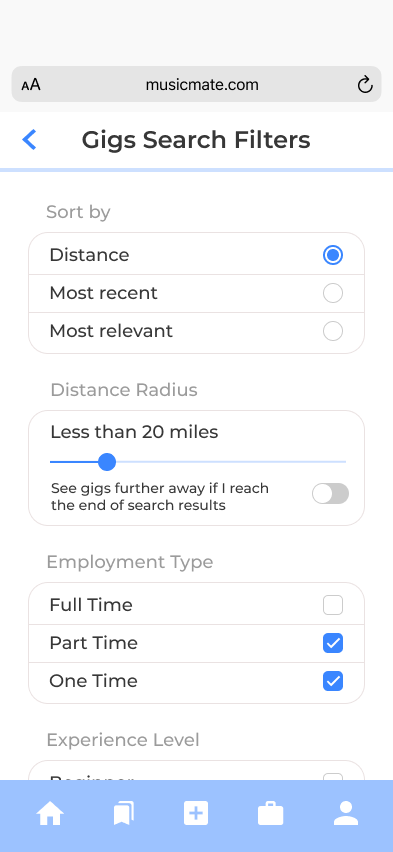 AA musicmate.com
Gigs Search Filters
Sort by
Distance
Most recent
Most relevant
Distance Radius
Less than 20 miles
See gigs further away if I reach
the end of search results
Employment Type
Full Time
Part Time
One Time
Experience Level
Beginner